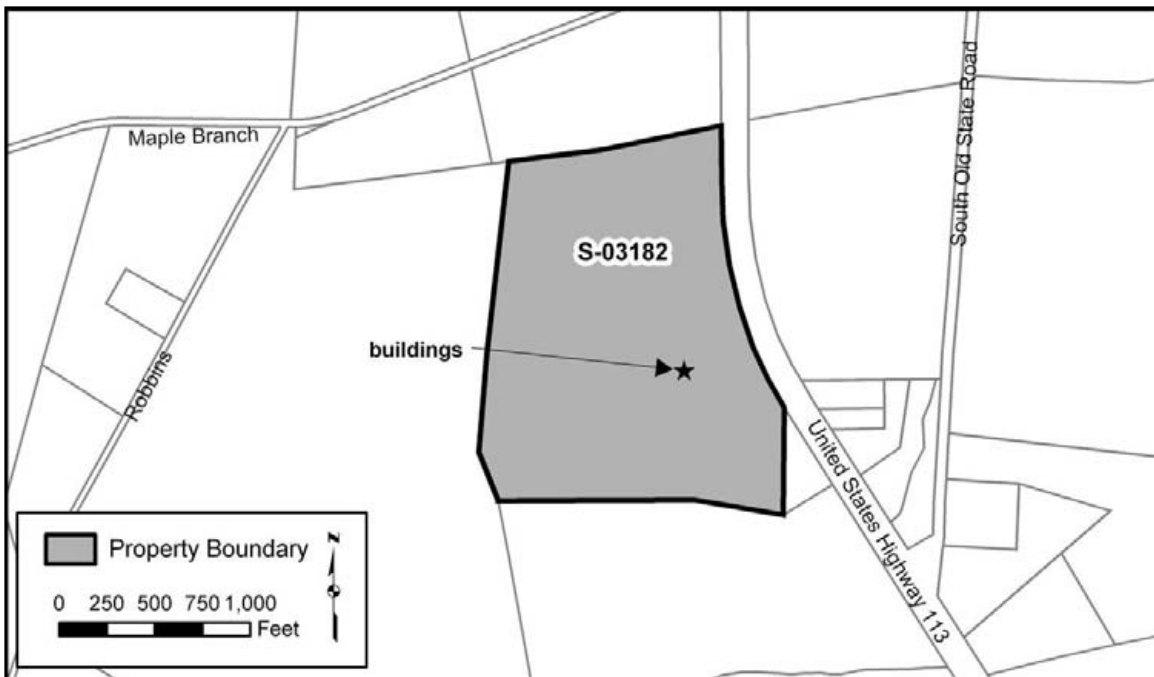 Maple Branch
South Old State Road
S-03182
buildings
Robbins
United States Highway 113
Property Boundary
N
0 250 500 750 1,000
Feet